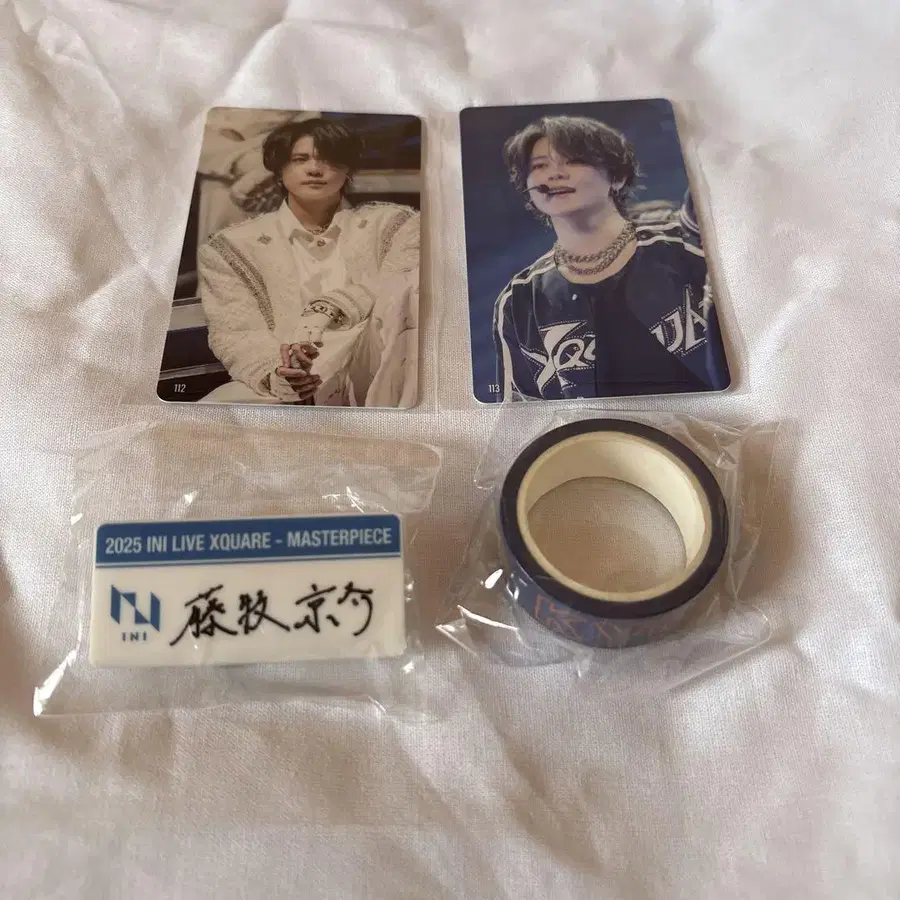 112
113
2025 INI LIVE XQUARE - MASTERPIECE
INI
藤牧 京介